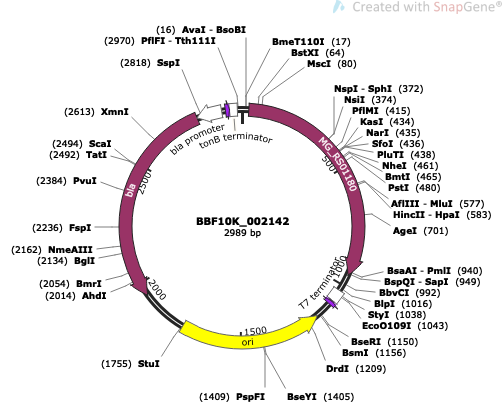 Created with SnapGene®
(16) AvaI - BsoBI
(2970) PflFI - Tth111I
(2818) SspI
(2613) XmnI
(2494) ScaI
(2492) TatI
(2384) PvuI
(2236) FspI
(2162) NmeAIII
(2134) BglI
(2054) BmrI
(2014) AhdI
(1755) StuI
(1409) PspFI
BseYI (1405)
BmeT110I (17)
BstXI (64)
MscI (80)
NspI - SphI (372)
NsiI (374)
PflMI (415)
KasI (434)
NarI (435)
SfoI (436)
PluTI (438)
NheI (461)
BmtI (465)
PstI (480)
AflIII - MluI (577)
HincII - HpaI (583)
AgeI (701)
BsaAI - PmlI (940)
BspQI - SapI (949)
BbvCI (992)
BlpI (1016)
StyI (1038)
EcoO109I (1043)
BseRI (1150)
BsmI (1156)
DrdI (1209)
bla promoter
tonB terminator
MG_RS01180
T7 terminator
bla
ori
500
1000
1500
2000
2500
BBF10K_002142
2989 bp